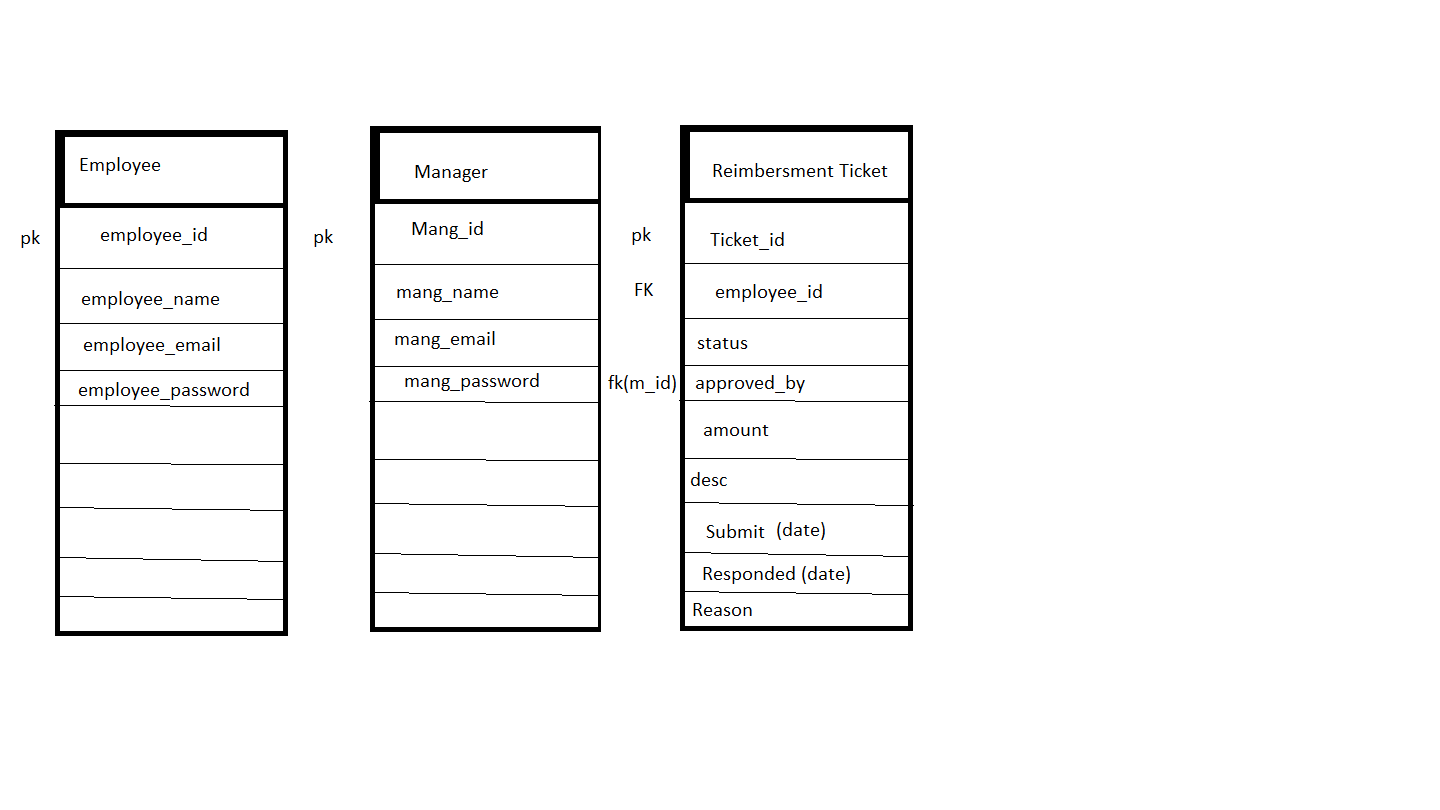 Employee
pk employee_id
employee_name
employee_email
employee_password
Manager
pk Mang_id
mang_name
mang_email
mang_password
Reimbersment Ticket
pk Ticket_id
FK employee_id
status
fk(m_id) approved_by
amount
desc
Submit (date)
Responded (date)
Reason